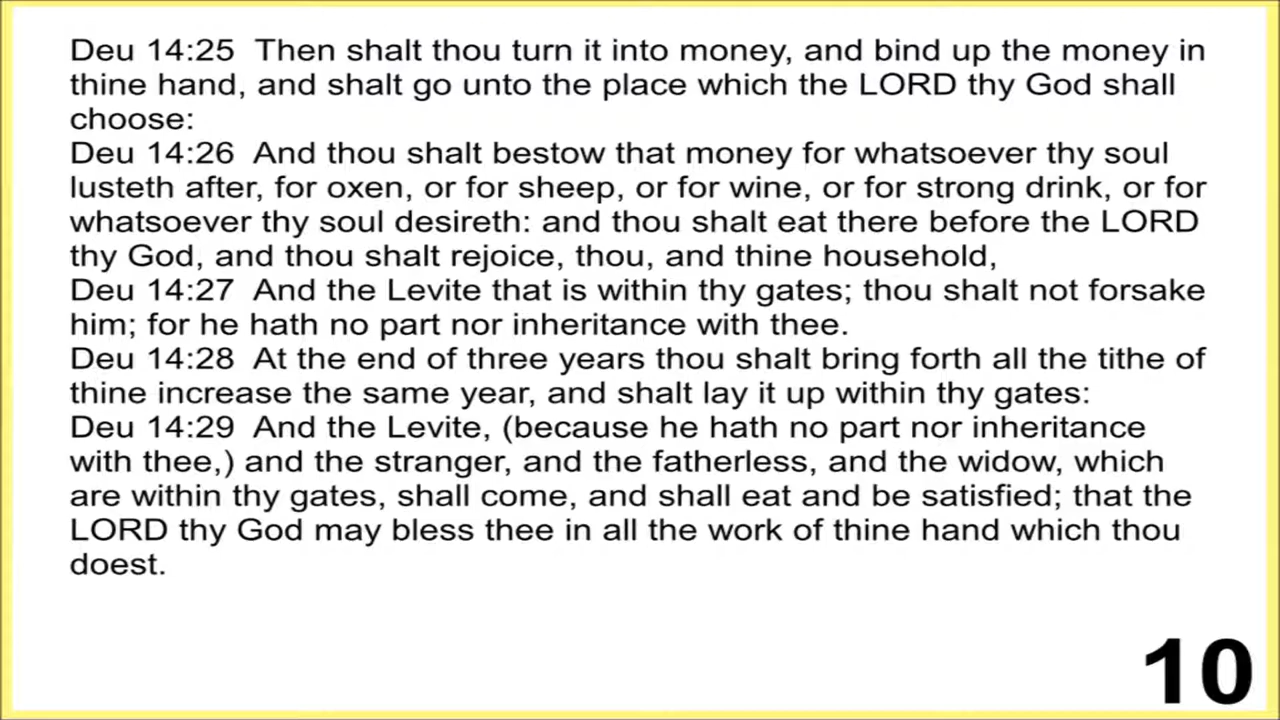 Deu 14:25  Then shalt thou turn it into money, and bind up the money in
thine hand, and shalt go unto the place which the LORD thy God shall
choose:
Deu 14:26  And thou shalt bestow that money for whatsoever thy soul
lusteth after, for oxen, or for sheep, or for wine, or for strong drink, or for
whatsoever thy soul desireth: and thou shalt eat there before the LORD
thy God, and thou shalt rejoice, thou, and thine household,
Deu 14:27  And the Levite that is within thy gates; thou shalt not forsake
him; for he hath no part nor inheritance with thee.
Deu 14:28  At the end of three years thou shalt bring forth all the tithe of
thine increase the same year, and shalt lay it up within thy gates:
Deu 14:29  And the Levite, (because he hath no part nor inheritance
with thee,) and the stranger, and the fatherless, and the widow, which
are within thy gates, shall come, and shall eat and be satisfied; that the
LORD thy God may bless thee in all the work of thine hand which thou
doest.
10